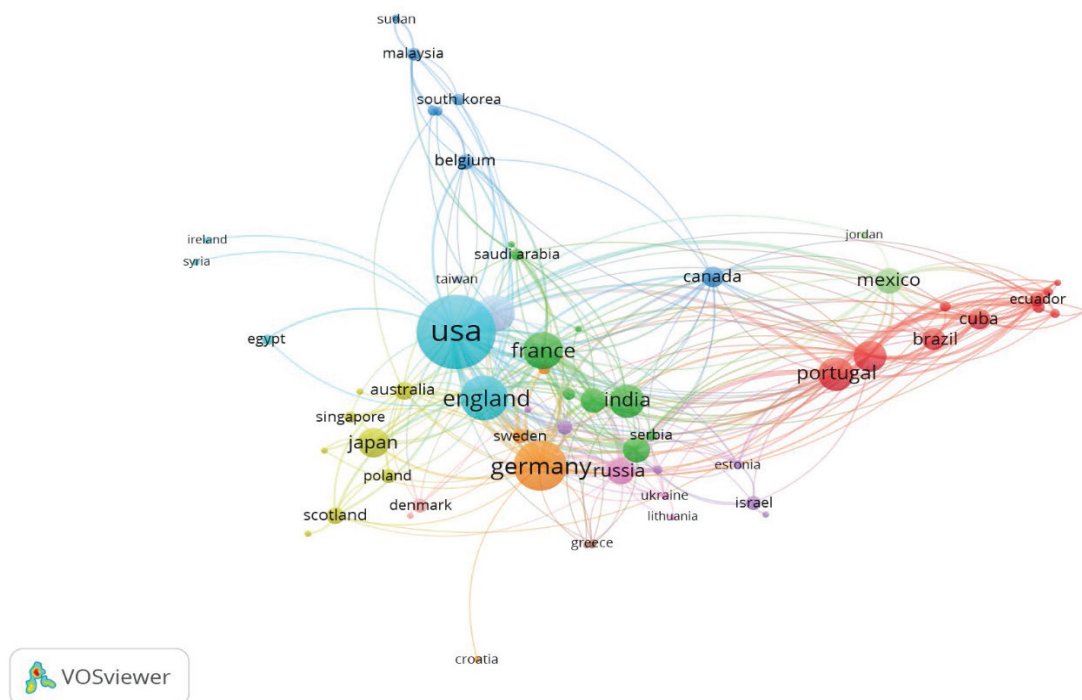 sudan
malaysia
south korea
belgium
ireland
syria
saudi arabia
jordan
taiwan
canada
mexico
ecuador
cuba
usa
egypt
france
brazil
portugal
australia
england
india
singapore
japan
sweden
serbia
germany
russia
estonia
poland
ukraine
israel
denmark
scotland
lithuania
greece
croatia
VOSviewer